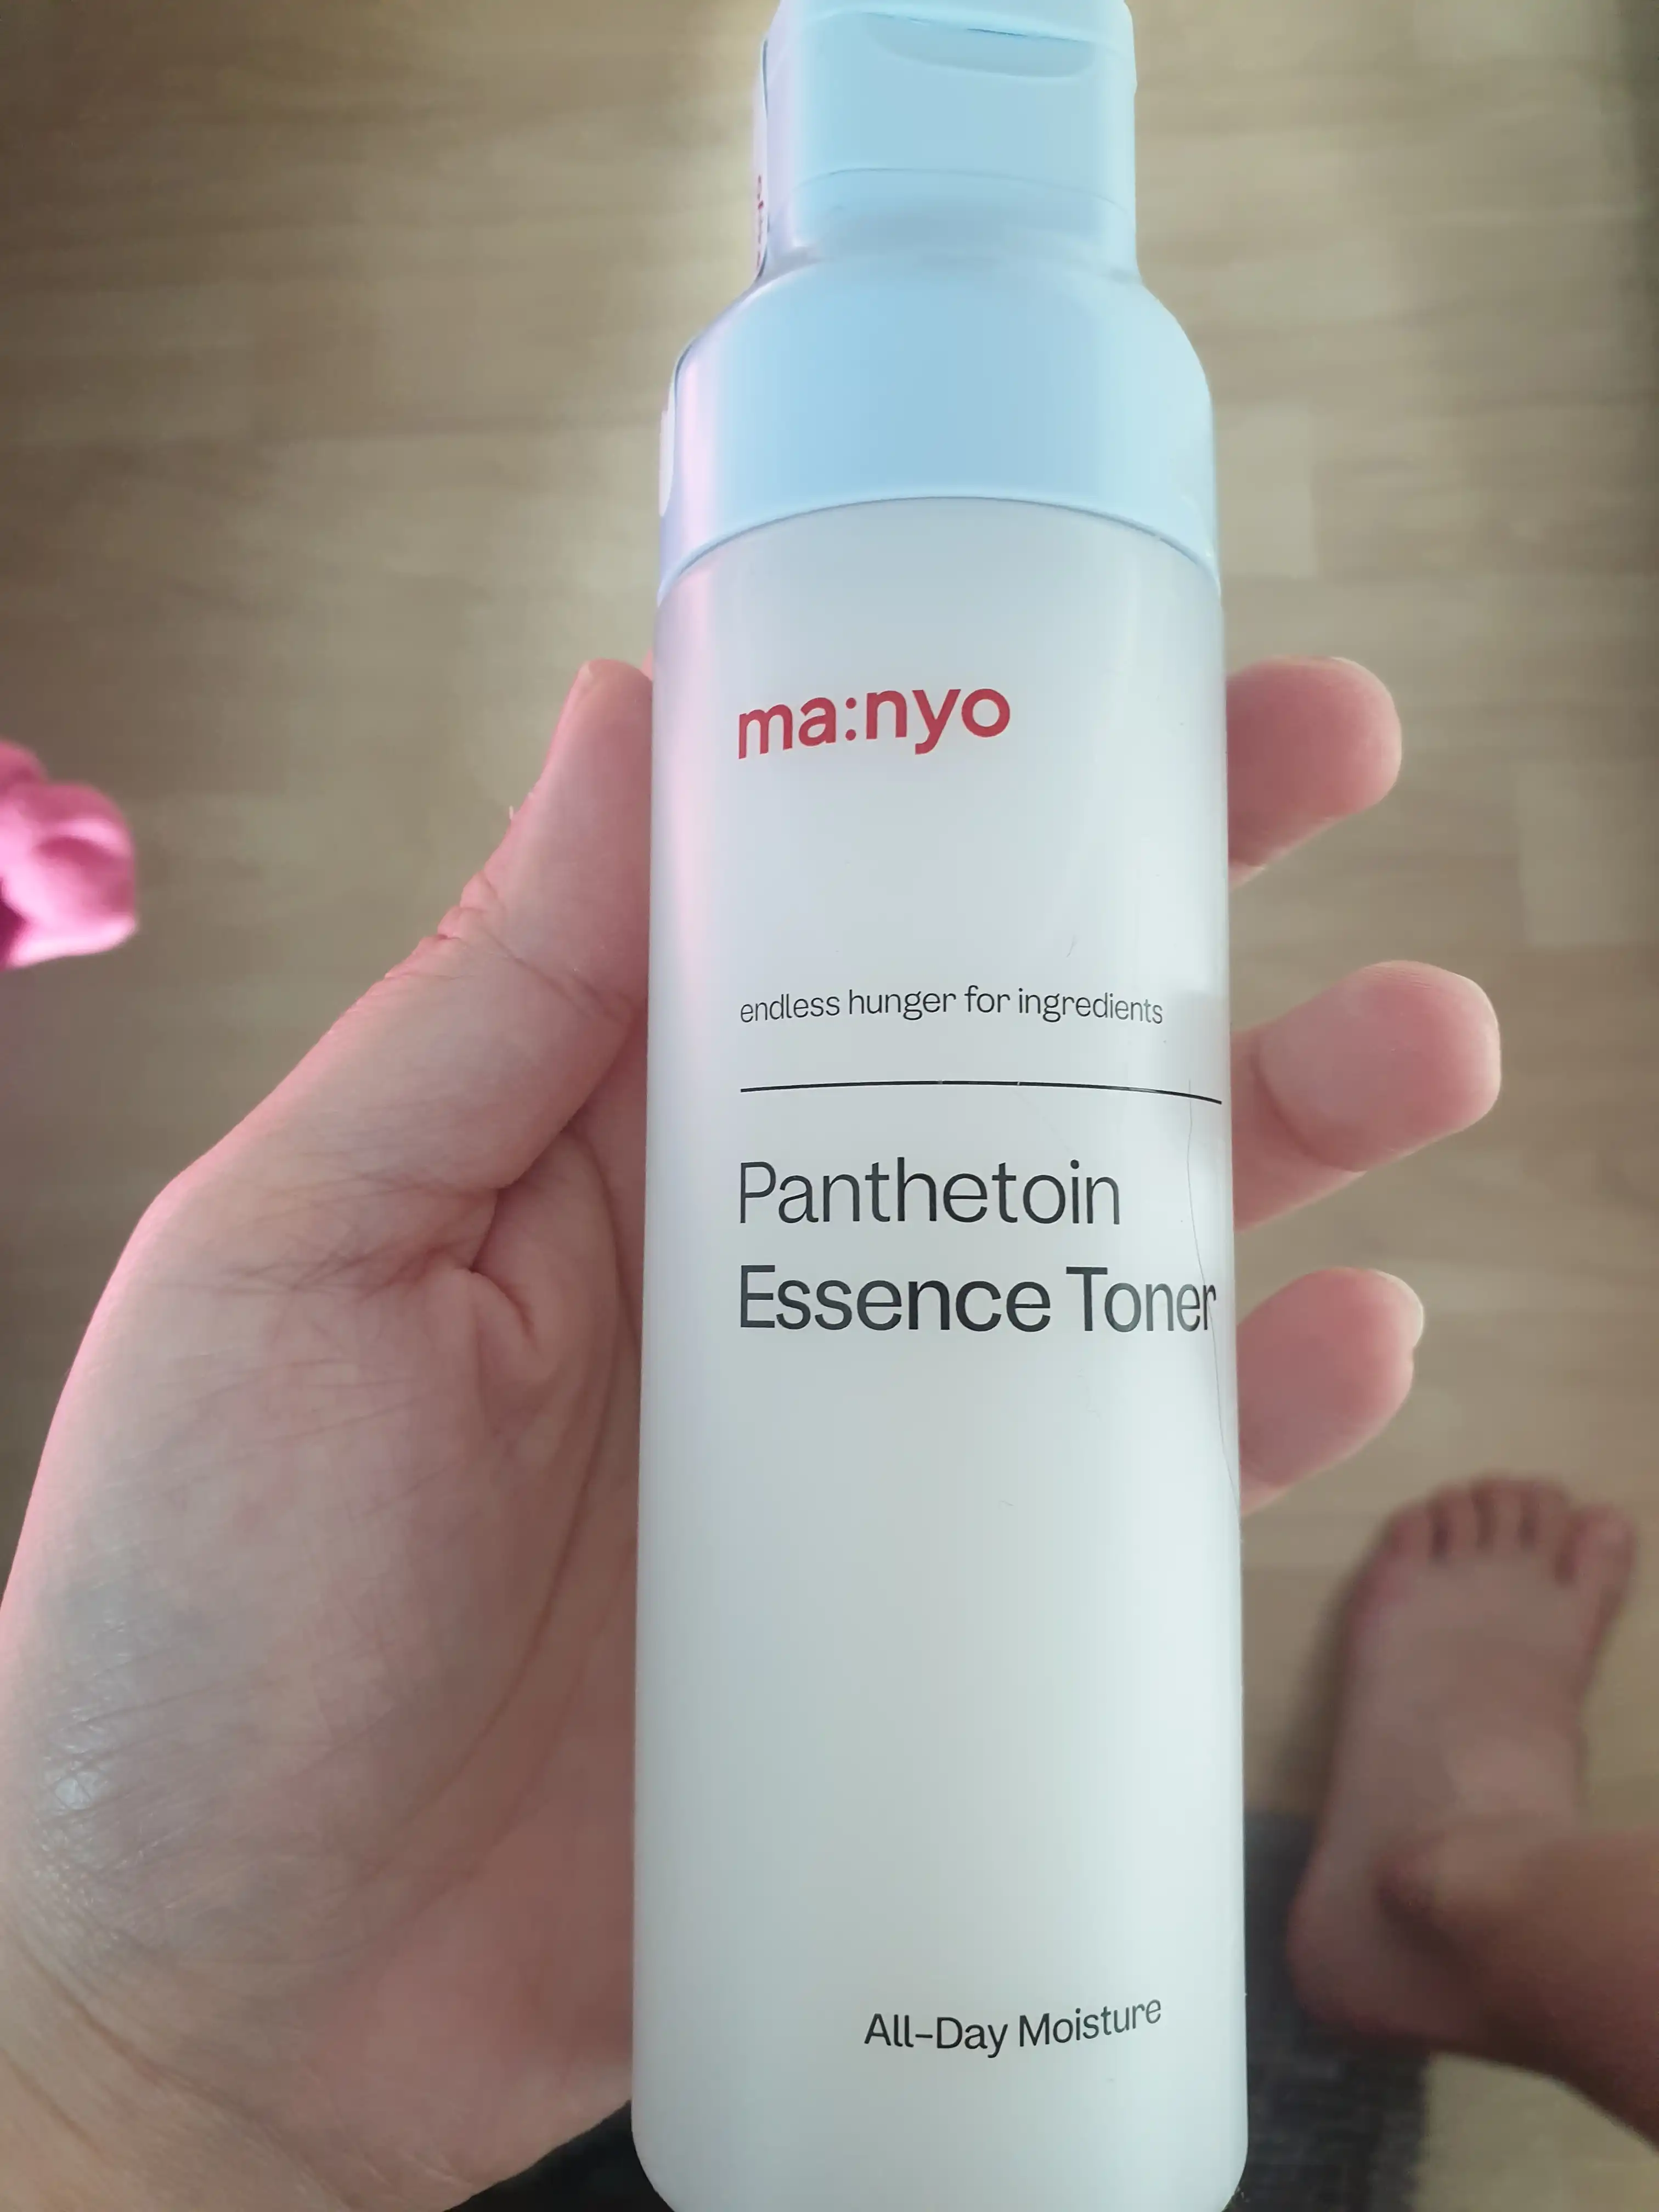 ma:nyo
endless hunger for ingredients
Panthetoin
Essence Toner
All-Day Moisture